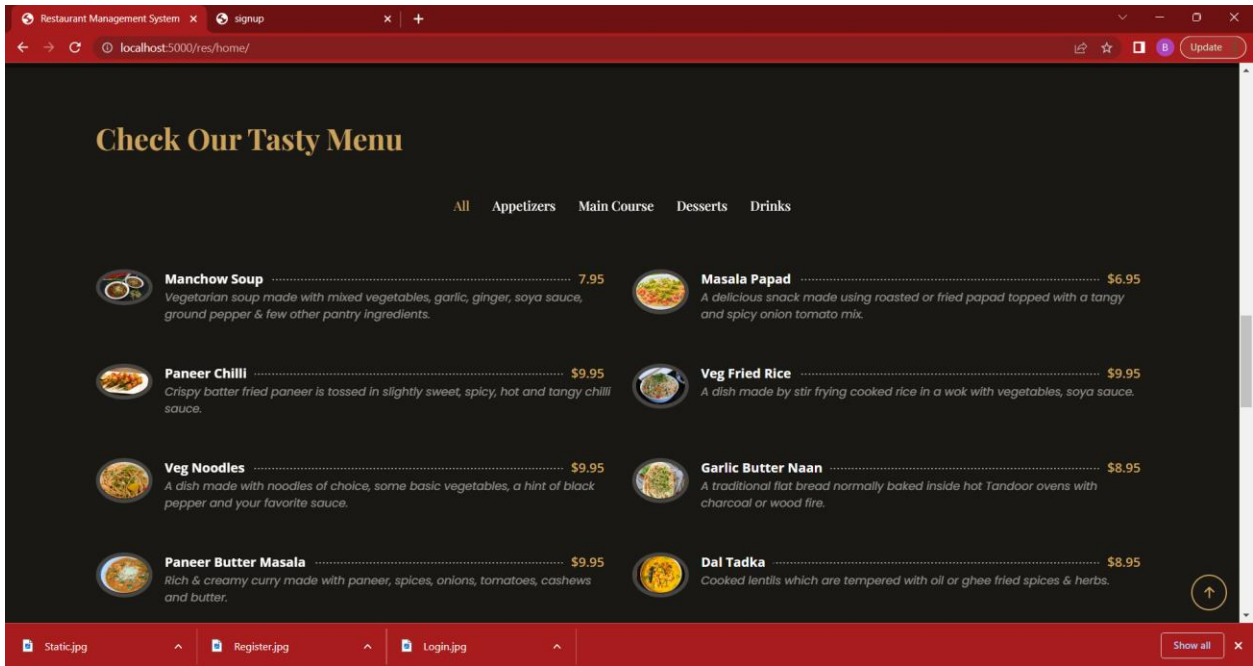 Restaurant Management System
signup
localhost:5000/res/home/
B
Update
Check Our Tasty Menu
All Appetizers Main Course Desserts Drinks
Manchow Soup 7.95
Vegetarian soup made with mixed vegetables, garlic, ginger, soya sauce,
ground pepper & few other pantry ingredients.
Masala Papad $6.95
A delicious snack made using roasted or fried papad topped with a tangy
and spicy onion tomato mix.
Paneer Chilli $9.95
Crispy batter fried paneer is tossed in slightly sweet, spicy, hot and tangy chilli
sauce.
Veg Fried Rice $9.95
A dish made by stir frying cooked rice in a wok with vegetables, soya sauce.
Veg Noodles $9.95
A dish made with noodles of choice, some basic vegetables, a hint of black
pepper and your favorite sauce.
Garlic Butter Naan $8.95
A traditional flat bread normally baked inside hot Tandoor ovens with
charcoal or wood fire.
Paneer Butter Masala $9.95
Rich & creamy curry made with paneer, spices, onions, tomatoes, cashews
and butter.
Dal Tadka $8.95
Cooked lentils which are tempered with oil or ghee fried spices & herbs.
Static.jpg
Register.jpg
Login.jpg
Show all